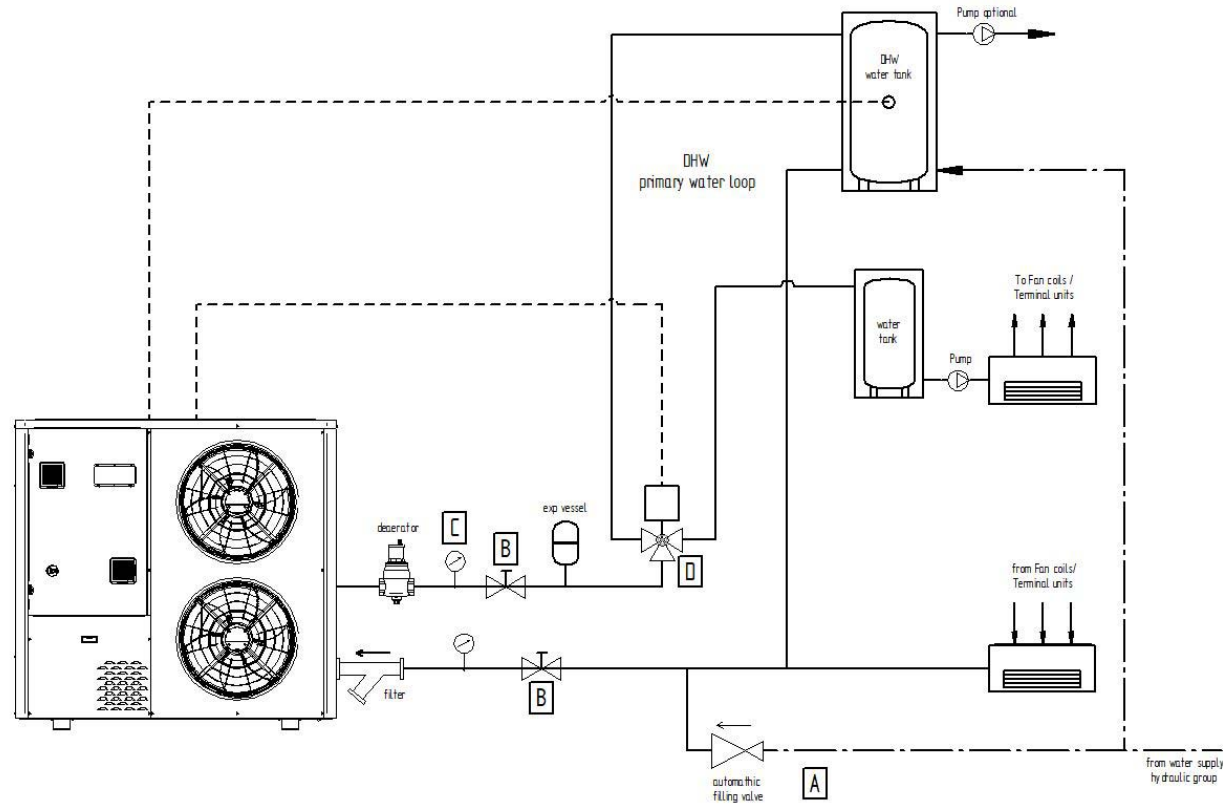 Pump optional
DHW
water tank
DHW
primary water loop
To Fan coils /
Terminal units
water
tank
Pump
exp vessel
deaerator
C
B
D
from Fan coils/
Terminal units
filter
B
automathic
filling valve
A
from water supply
hydraulic group